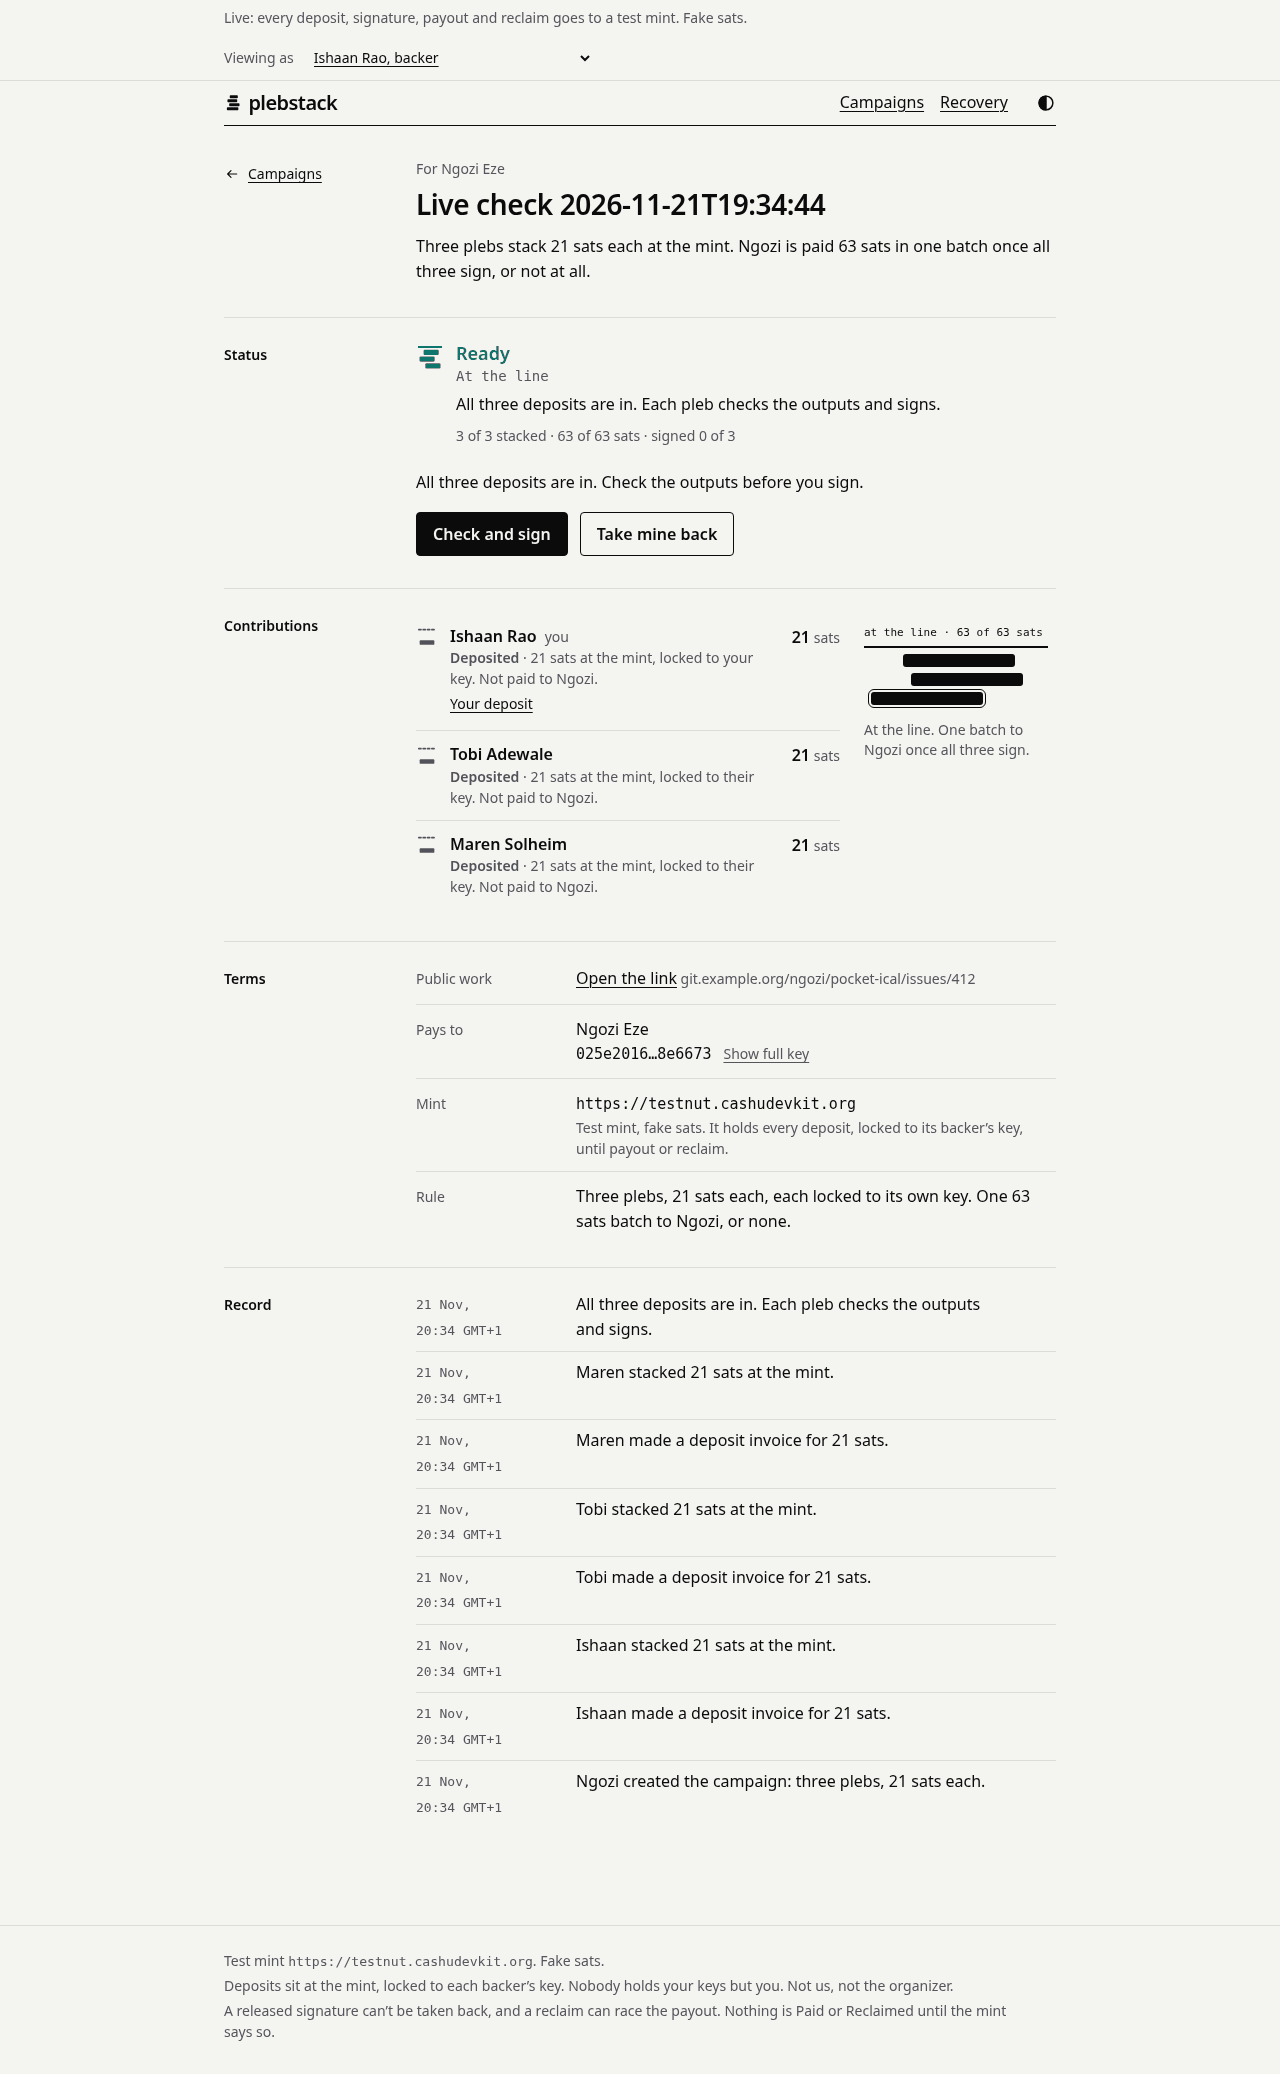 Live: every deposit, signature, payout and reclaim goes to a test mint. Fake sats.
Viewing as Ishaan Rao, backer
plebstack
Campaigns Recovery
← Campaigns
For Ngozi Eze
Live check 2026-11-21T19:34:44
Three plebs stack 21 sats each at the mint. Ngozi is paid 63 sats in one batch once all
three sign, or not at all.
Status
Ready
At the line
All three deposits are in. Each pleb checks the outputs and signs.
3 of 3 stacked · 63 of 63 sats · signed 0 of 3
All three deposits are in. Check the outputs before you sign.
Check and sign
Take mine back
Contributions
Ishaan Rao you
21 sats
Deposited · 21 sats at the mint, locked to your
key. Not paid to Ngozi.
Your deposit
Tobi Adewale
21 sats
Deposited · 21 sats at the mint, locked to their
key. Not paid to Ngozi.
Maren Solheim
21 sats
Deposited · 21 sats at the mint, locked to their
key. Not paid to Ngozi.
at the line · 63 of 63 sats
At the line. One batch to
Ngozi once all three sign.
Terms
Public work
Open the link git.example.org/ngozi/pocket-ical/issues/412
Pays to
Ngozi Eze
025e2016…8e6673 Show full key
Mint
https://testnut.cashudevkit.org
Test mint, fake sats. It holds every deposit, locked to its backer’s key,
until payout or reclaim.
Rule
Three plebs, 21 sats each, each locked to its own key. One 63
sats batch to Ngozi, or none.
Record
21 Nov,
20:34 GMT+1
All three deposits are in. Each pleb checks the outputs
and signs.
21 Nov,
20:34 GMT+1
Maren stacked 21 sats at the mint.
21 Nov,
20:34 GMT+1
Maren made a deposit invoice for 21 sats.
21 Nov,
20:34 GMT+1
Tobi stacked 21 sats at the mint.
21 Nov,
20:34 GMT+1
Tobi made a deposit invoice for 21 sats.
21 Nov,
20:34 GMT+1
Ishaan stacked 21 sats at the mint.
21 Nov,
20:34 GMT+1
Ishaan made a deposit invoice for 21 sats.
21 Nov,
20:34 GMT+1
Ngozi created the campaign: three plebs, 21 sats each.
Test mint https://testnut.cashudevkit.org. Fake sats.
Deposits sit at the mint, locked to each backer’s key. Nobody holds your keys but you. Not us, not the organizer.
A released signature can’t be taken back, and a reclaim can race the payout. Nothing is Paid or Reclaimed until the mint
says so.